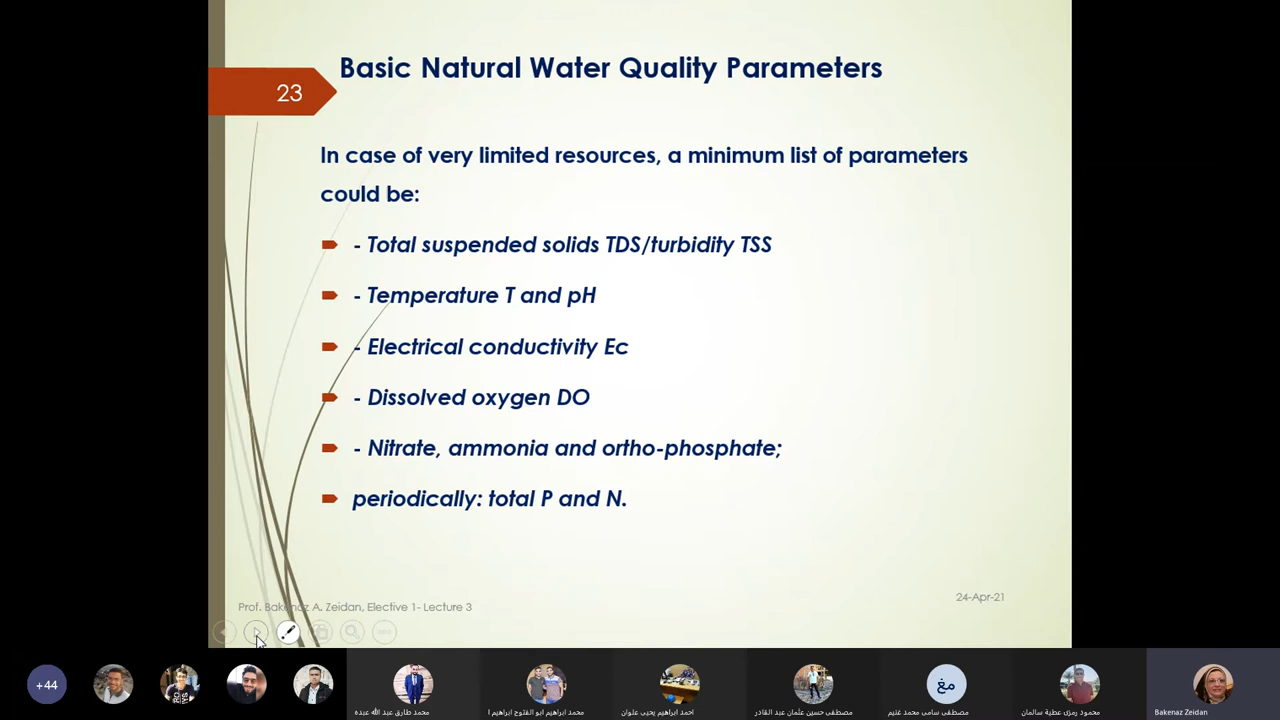 Basic Natural Water Quality Parameters
23
In case of very limited resources, a minimum list of parameters
could be:
- Total suspended solids TDS/turbidity TSS
- Temperature T and pH
- Electrical conductivity Ec
- Dissolved oxygen DO
- Nitrate, ammonia and ortho-phosphate;
periodically: total P and N.
24-Apr-21
Prof. Bakenaz A. Zeidan, Elective 1- Lecture 3
+44
مغ
محمد طارق عبد الله عبده
محمد ابراهيم ابو الفتوح ابراهيم ا
احمد ابراهيم يحيى علوان
مصطفى حسين علمان عبد القادر
مصطفى سامى محمد غنيم
محمود رمزى عطية سالمان
Bakenaz Zeidan